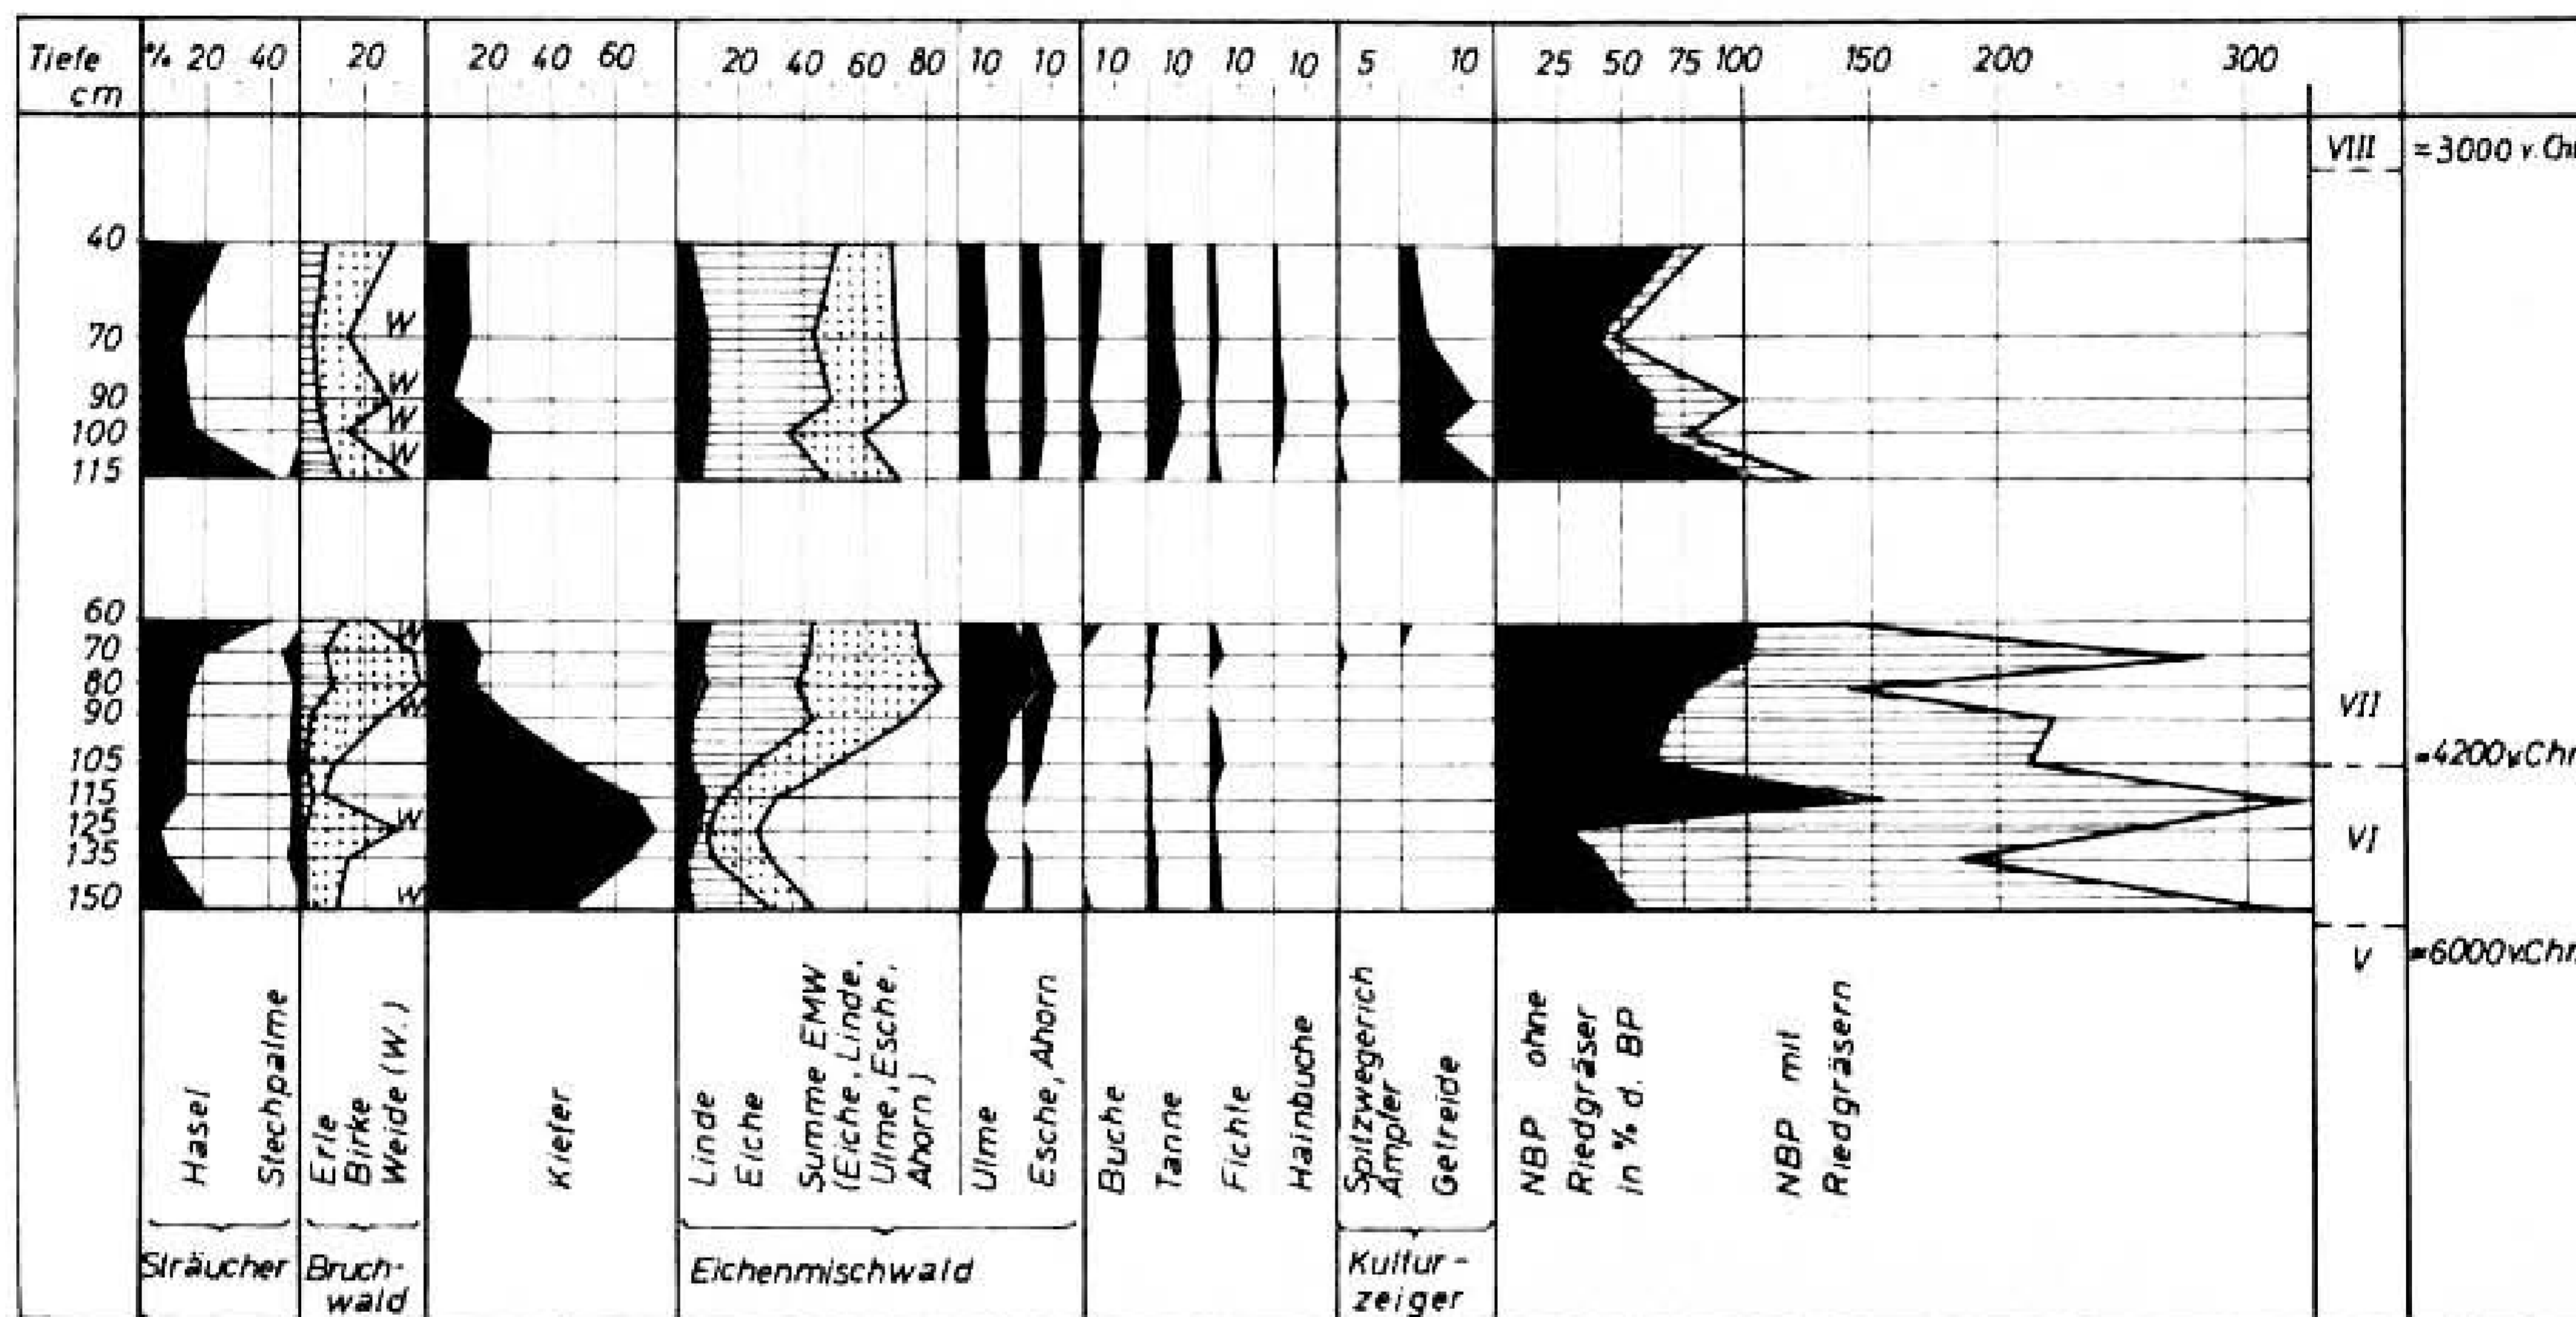 Tiefe % 20 40 20 20 40 60 20 40 60 80 10 10 10 10 10 10 5 10 25 50 75 100 150 200 300
cm
VIII ≈3000 v. Chr
40
70 W
90 W
100 W
115 W
60 W
70
80
90 W
VII
105
≈4200v.Chr
115
125 W
VI
135
150 W
V ≈6000v.Chr
Hasel
Stechpalme
Erle
Birke
Weide (W.)
Kiefer
Linde
Eiche
Summe EMW
(Eiche, Linde,
Ulme, Esche,
Ahorn)
Ulme
Esche, Ahorn
Buche
Tanne
Fichte
Hainbuche
Spitzwegerich
Ampfer
Getreide
NBP ohne
Riedgräser
in % d. BP
NBP mit
Riedgräsern
Sträucher
Bruch-
wald
Eichenmischwald
Kultur-
zeiger